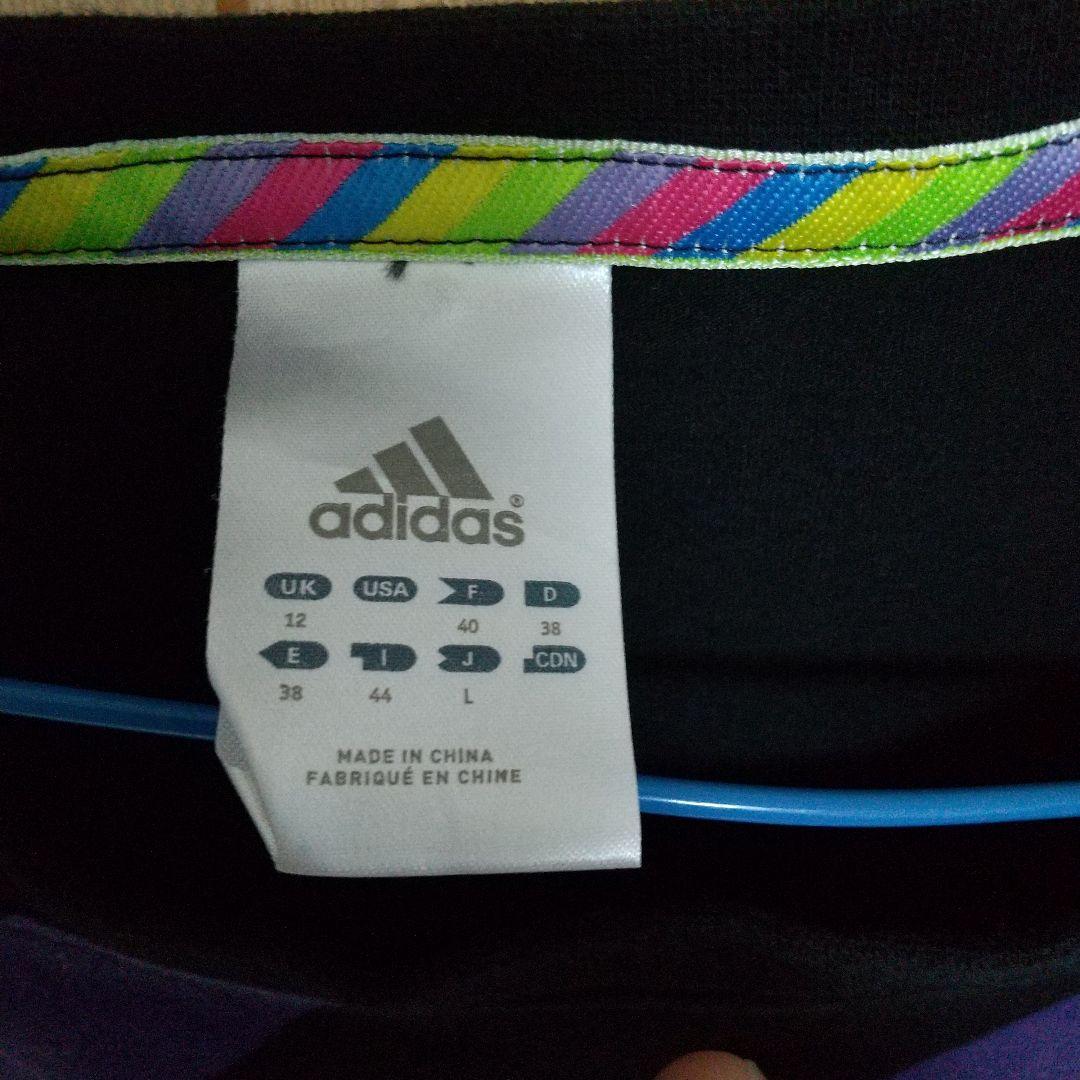 adidas®
UK USA F D
12 40 38
E I J CDN
38 44 L
MADE IN CHINA
FABRIQUÉ EN CHINE